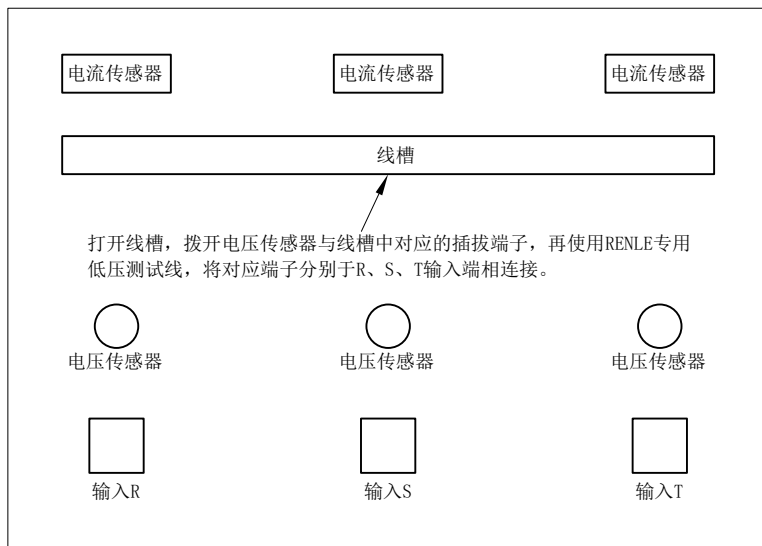 电流传感器 电流传感器 电流传感器
线槽
打开线槽，拨开电压传感器与线槽中对应的插拔端子，再使用RENLE专用
低压测试线，将对应端子分别于R、S、T输入端相连接。
电压传感器 电压传感器 电压传感器
输入R 输入S 输入T